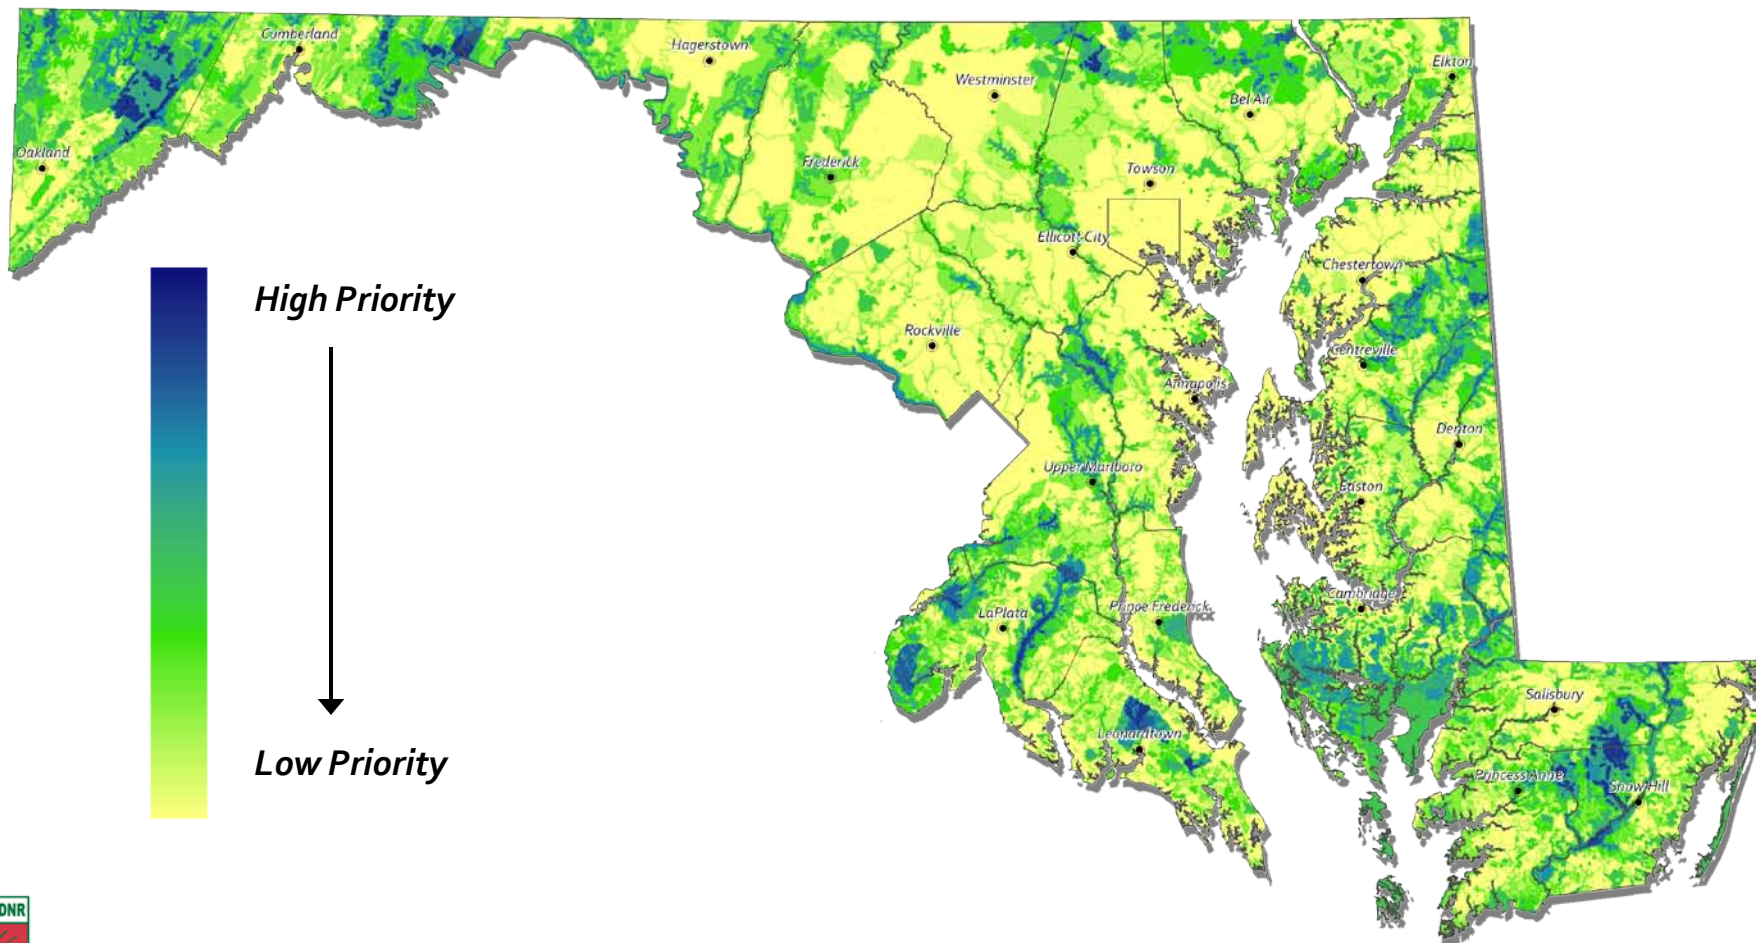 Cumberland
Hagerstown
Elkton
Westminster
Bel Air
Oakland
Frederick
Towson
Ellicott City
Chestertown
High Priority
Rockville
Centreville
Annapolis
Denton
Upper Marlboro
Easton
Cambridge
LaPlata
Prince Frederick
Salisbury
Leonardtown
Low Priority
Princess Anne
Snow Hill
DNR